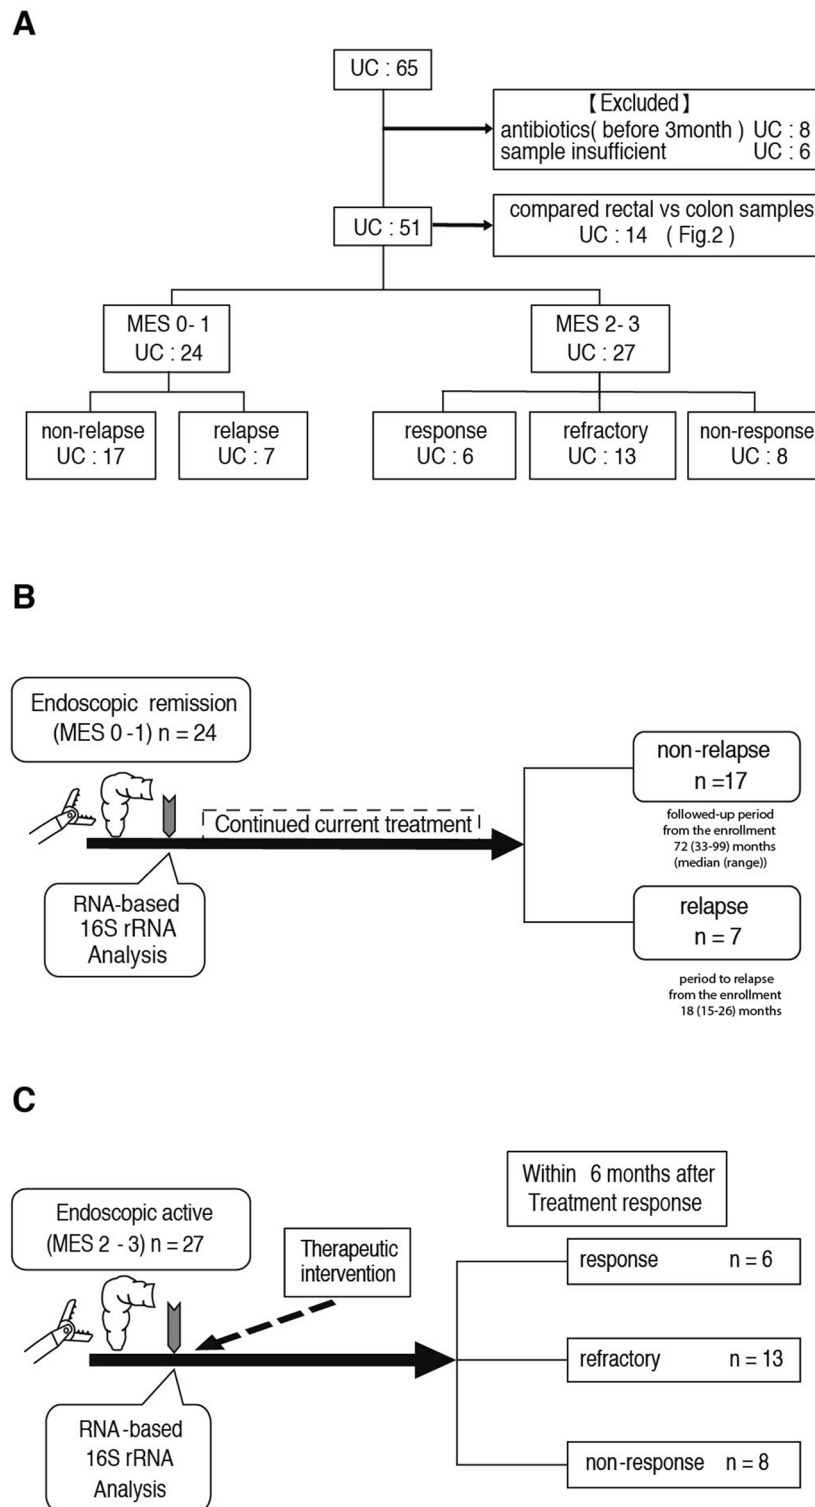 A
UC : 65
【Excluded】
antibiotics( before 3month ) UC : 8
sample insufficient UC : 6
UC : 51
compared rectal vs colon samples
UC : 14 ( Fig.2 )
MES 0- 1
UC : 24
MES 2- 3
UC : 27
non-relapse
UC : 17
relapse
UC : 7
response
UC : 6
refractory
UC : 13
non-response
UC : 8
B
Endoscopic remission
(MES 0 -1) n = 24
Continued current treatment
RNA-based
16S rRNA
Analysis
non-relapse
n =17
followed-up period
from the enrollment
72 (33-99) months
(median (range))
relapse
n = 7
period to relapse
from the enrollment
18 (15-26) months
C
Within 6 months after
Treatment response
Endoscopic active
(MES 2 - 3) n = 27
Therapeutic
intervention
response n = 6
refractory n = 13
non-response n = 8
RNA-based
16S rRNA
Analysis